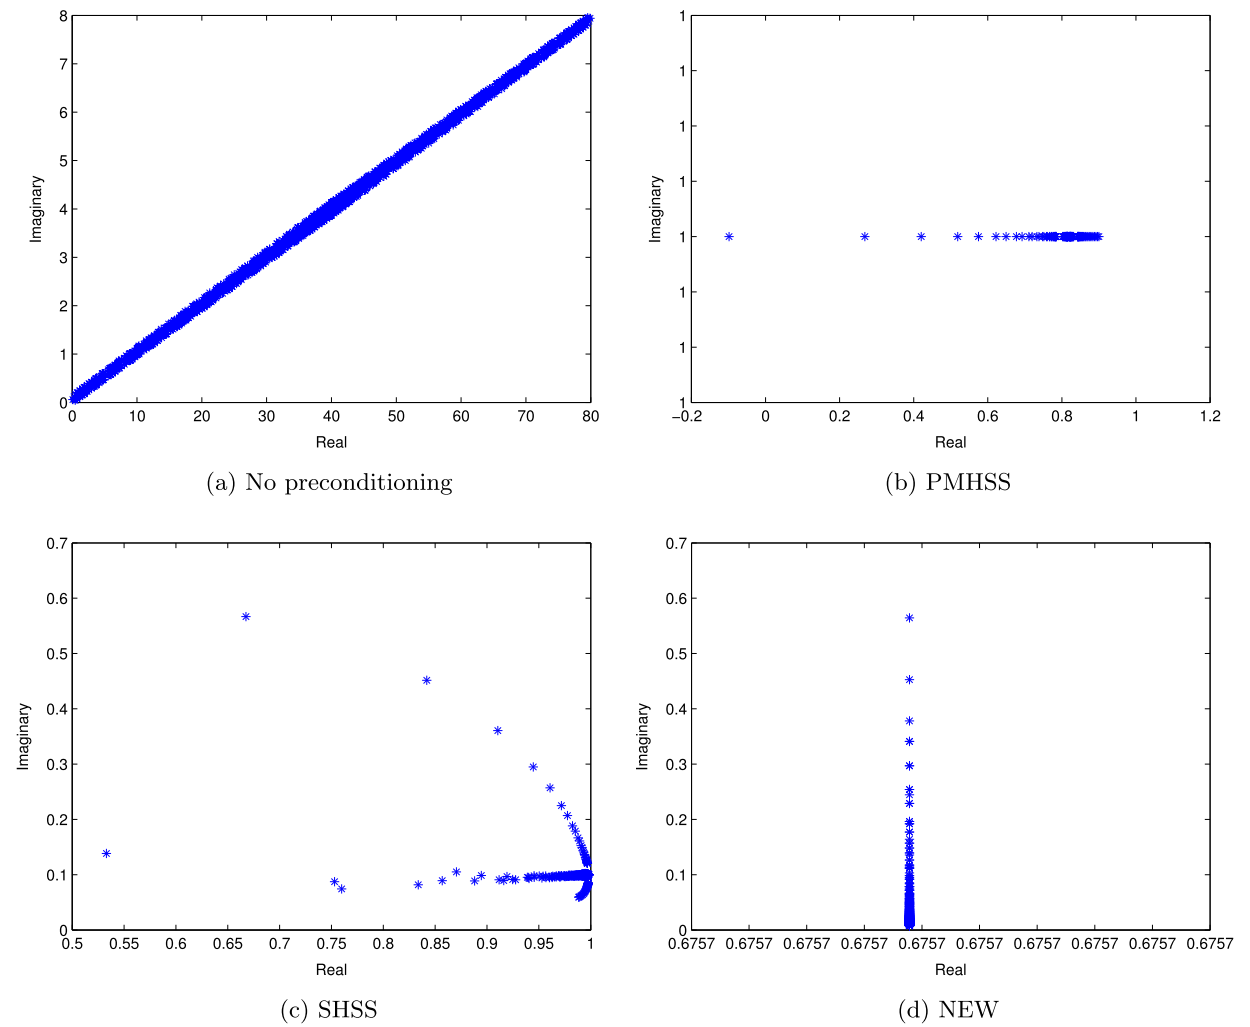 8
7
6
5
4
3
2
1
0
Imaginary
0 10 20 30 40 50 60 70 80
Real
(a) No preconditioning
1
1
1
1
1
1
1
1
Imaginary
−0.2 0 0.2 0.4 0.6 0.8 1 1.2
Real
(b) PMHSS
0.7
0.6
0.5
0.4
0.3
0.2
0.1
0
Imaginary
0.5 0.55 0.6 0.65 0.7 0.75 0.8 0.85 0.9 0.95 1
Real
(c) SHSS
0.7
0.6
0.5
0.4
0.3
0.2
0.1
0
Imaginary
0.6757 0.6757 0.6757 0.6757 0.6757 0.6757 0.6757 0.6757 0.6757 0.6757
Real
(d) NEW